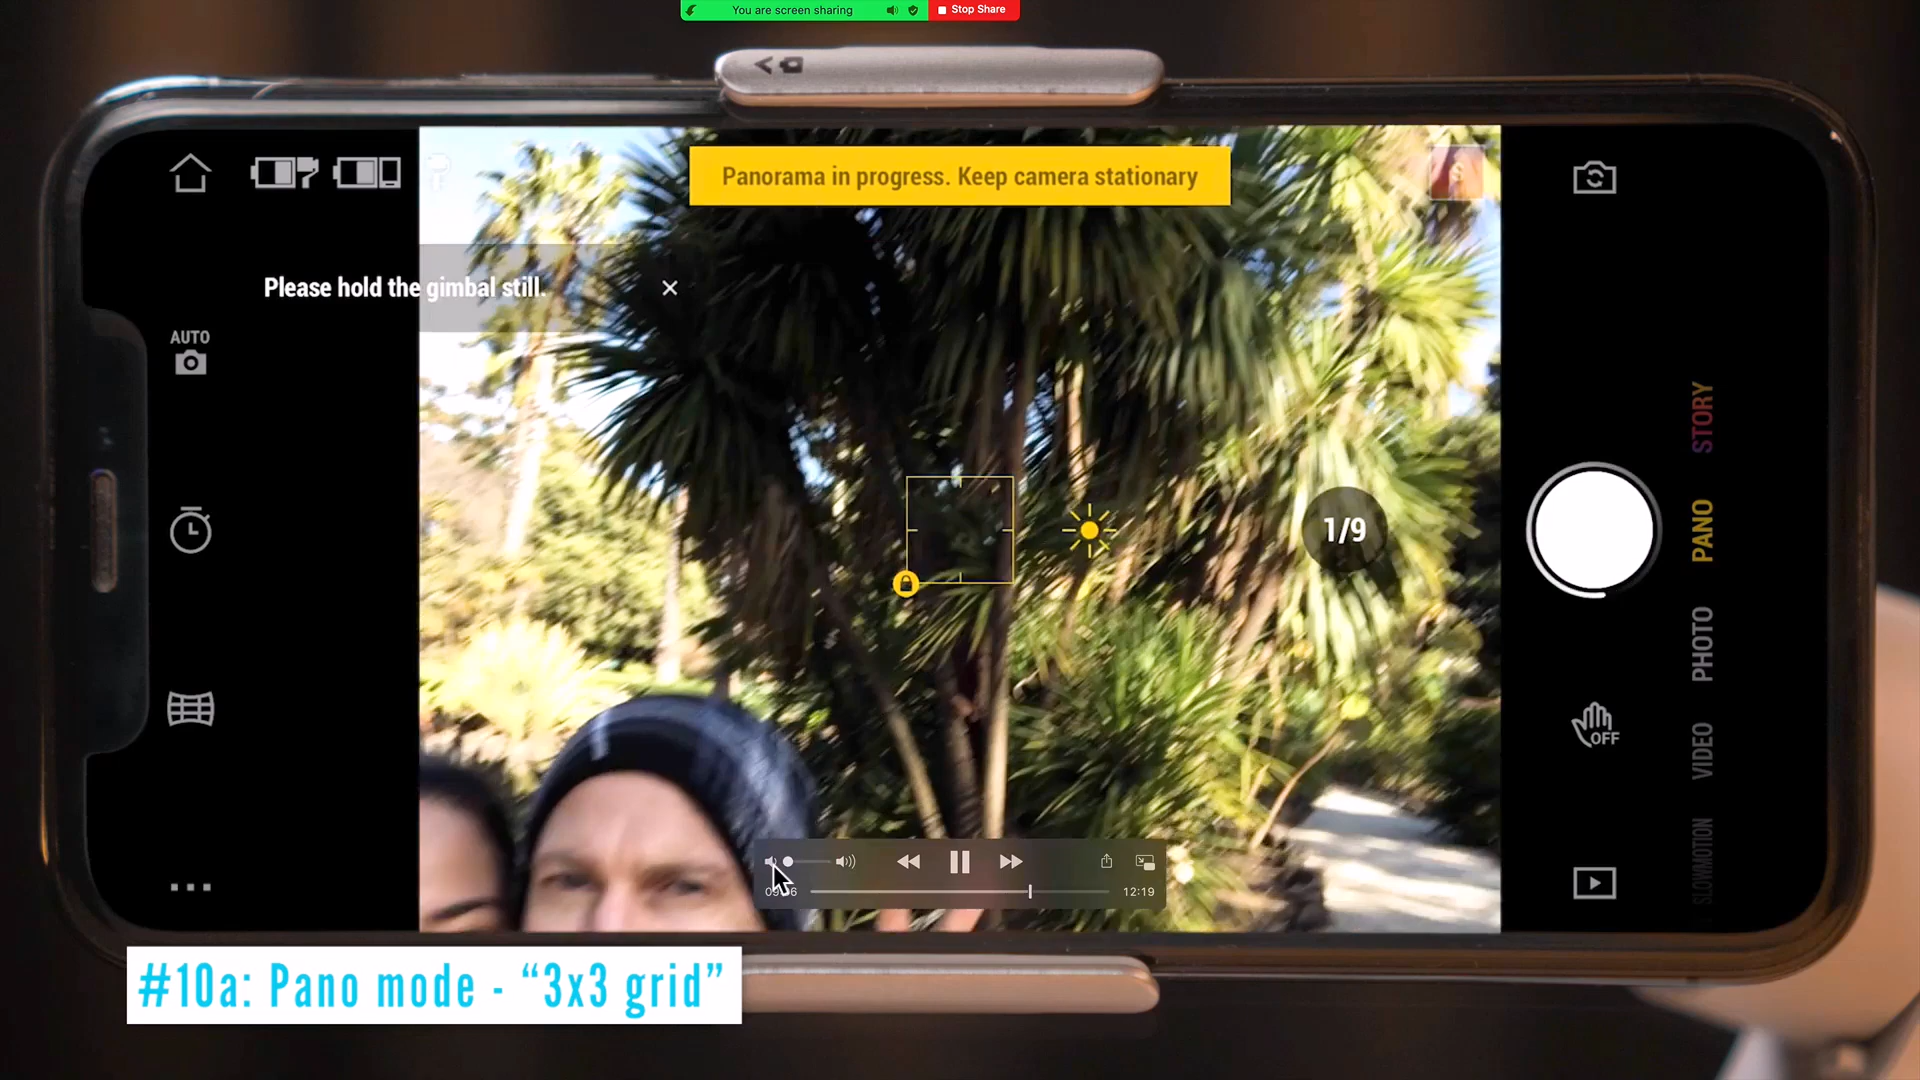 You are screen sharing
Stop Share
Panorama in progress. Keep camera stationary
Please hold the gimbal still.
AUTO
STORY
PANO
PHOTO
VIDEO
SLOWMOTION
1/9
OFF
12:19
#10a: Pano mode - “3x3 grid”